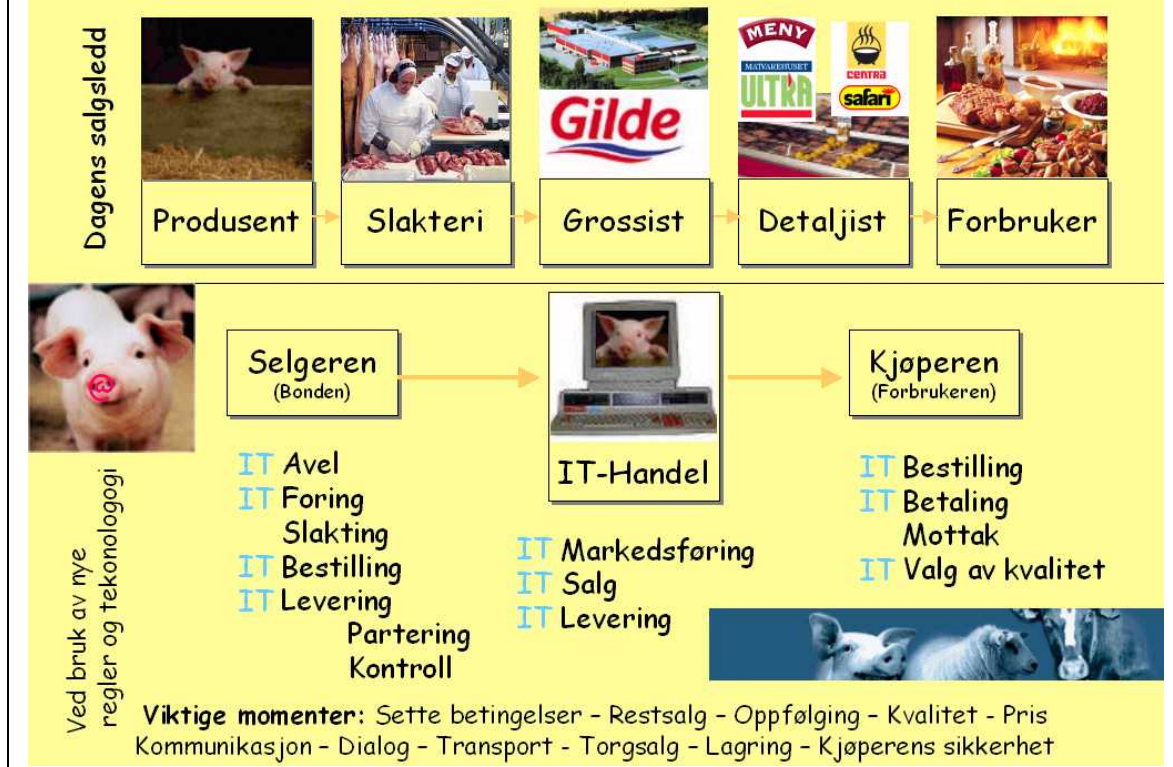 Dagens salgsledd
Gilde
MENY
MATVAREHUSET
ULTRA
CENTRA
safari
Produsent
Slakteri
Grossist
Detaljist
Forbruker
@
Selgeren
(Bonden)
IT-Handel
Kjøperen
(Forbrukeren)
Ved bruk av nye
regler og tekonologogi
IT Avel
IT Foring
Slakting
IT Bestilling
IT Levering
Partering
Kontroll
IT Markedsføring
IT Salg
IT Levering
IT Bestilling
IT Betaling
Mottak
IT Valg av kvalitet
Viktige momenter: Sette betingelser – Restsalg – Oppfølging – Kvalitet - Pris
Kommunikasjon – Dialog – Transport - Torgsalg – Lagring – Kjøperens sikkerhet